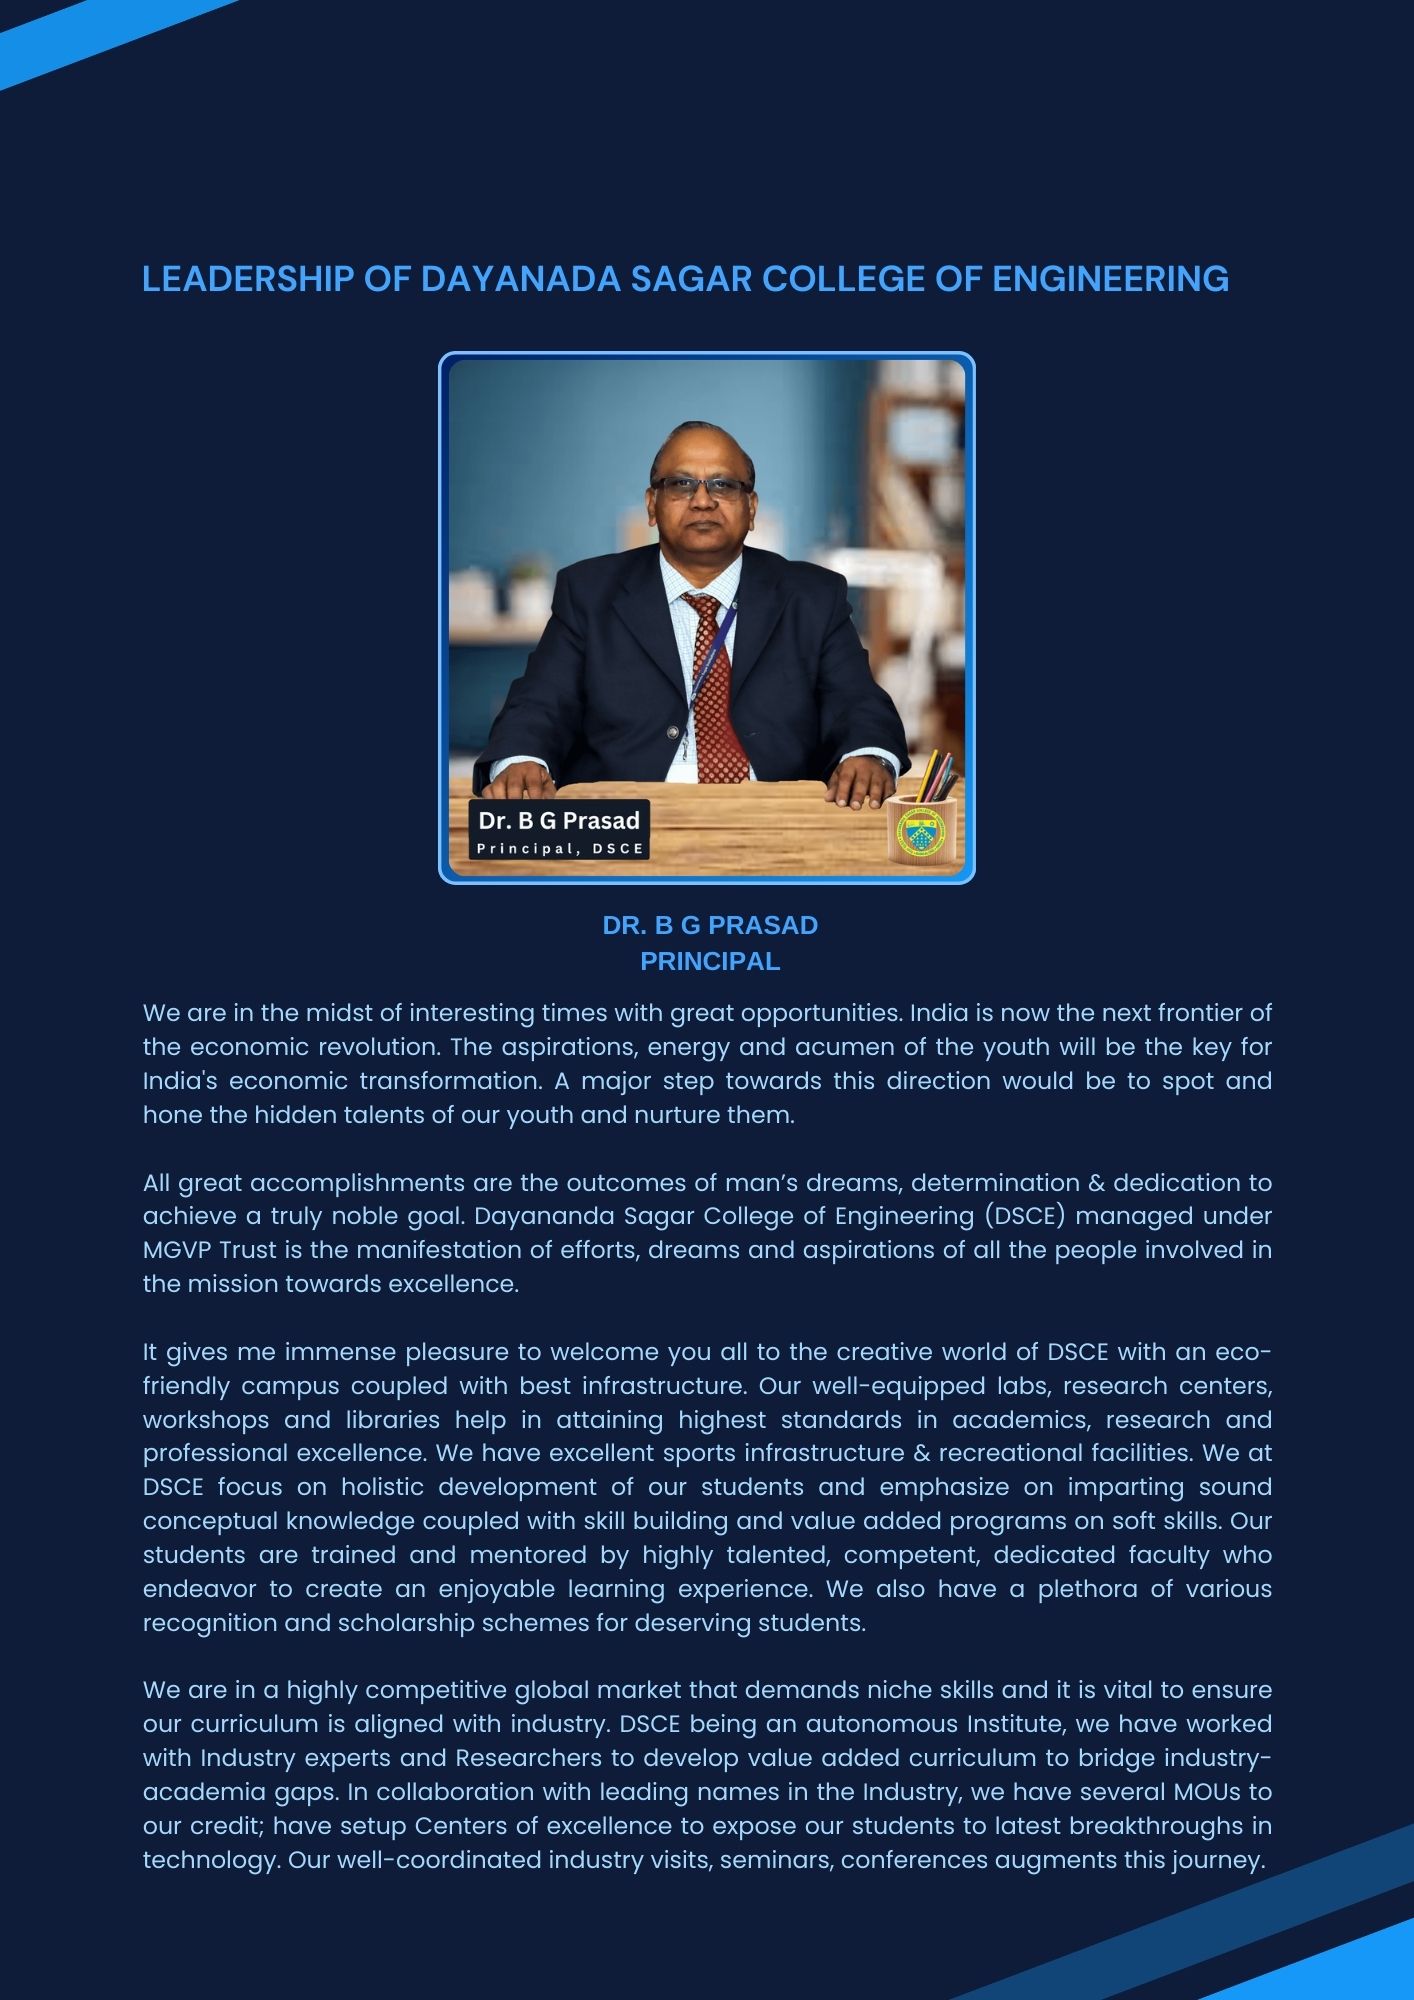 LEADERSHIP OF DAYANADA SAGAR COLLEGE OF ENGINEERING
Dr. B G Prasad
Principal, DSCE
DR. B G PRASAD
PRINCIPAL
We are in the midst of interesting times with great opportunities. India is now the next frontier of
the economic revolution. The aspirations, energy and acumen of the youth will be the key for
India's economic transformation. A major step towards this direction would be to spot and
hone the hidden talents of our youth and nurture them.
All great accomplishments are the outcomes of man’s dreams, determination & dedication to
achieve a truly noble goal. Dayananda Sagar College of Engineering (DSCE) managed under
MGVP Trust is the manifestation of efforts, dreams and aspirations of all the people involved in
the mission towards excellence.
It gives me immense pleasure to welcome you all to the creative world of DSCE with an eco-
friendly campus coupled with best infrastructure. Our well-equipped labs, research centers,
workshops and libraries help in attaining highest standards in academics, research and
professional excellence. We have excellent sports infrastructure & recreational facilities. We at
DSCE focus on holistic development of our students and emphasize on imparting sound
conceptual knowledge coupled with skill building and value added programs on soft skills. Our
students are trained and mentored by highly talented, competent, dedicated faculty who
endeavor to create an enjoyable learning experience. We also have a plethora of various
recognition and scholarship schemes for deserving students.
We are in a highly competitive global market that demands niche skills and it is vital to ensure
our curriculum is aligned with industry. DSCE being an autonomous Institute, we have worked
with Industry experts and Researchers to develop value added curriculum to bridge industry-
academia gaps. In collaboration with leading names in the Industry, we have several MOUs to
our credit; have setup Centers of excellence to expose our students to latest breakthroughs in
technology. Our well-coordinated industry visits, seminars, conferences augments this journey.